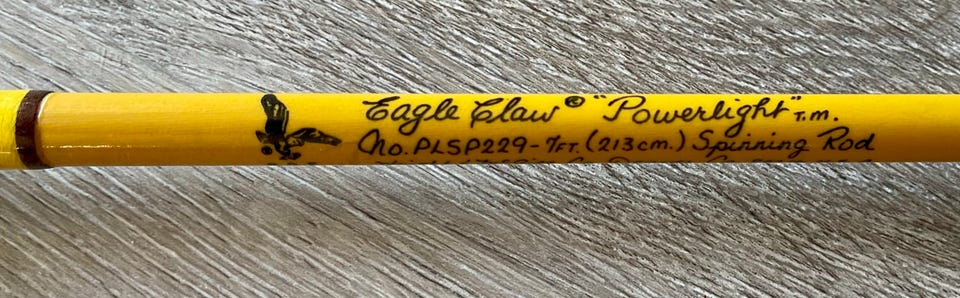 Eagle Claw® "Powerlight" T.M.
No. PLSP229-7FT. (213cm.) Spinning Rod